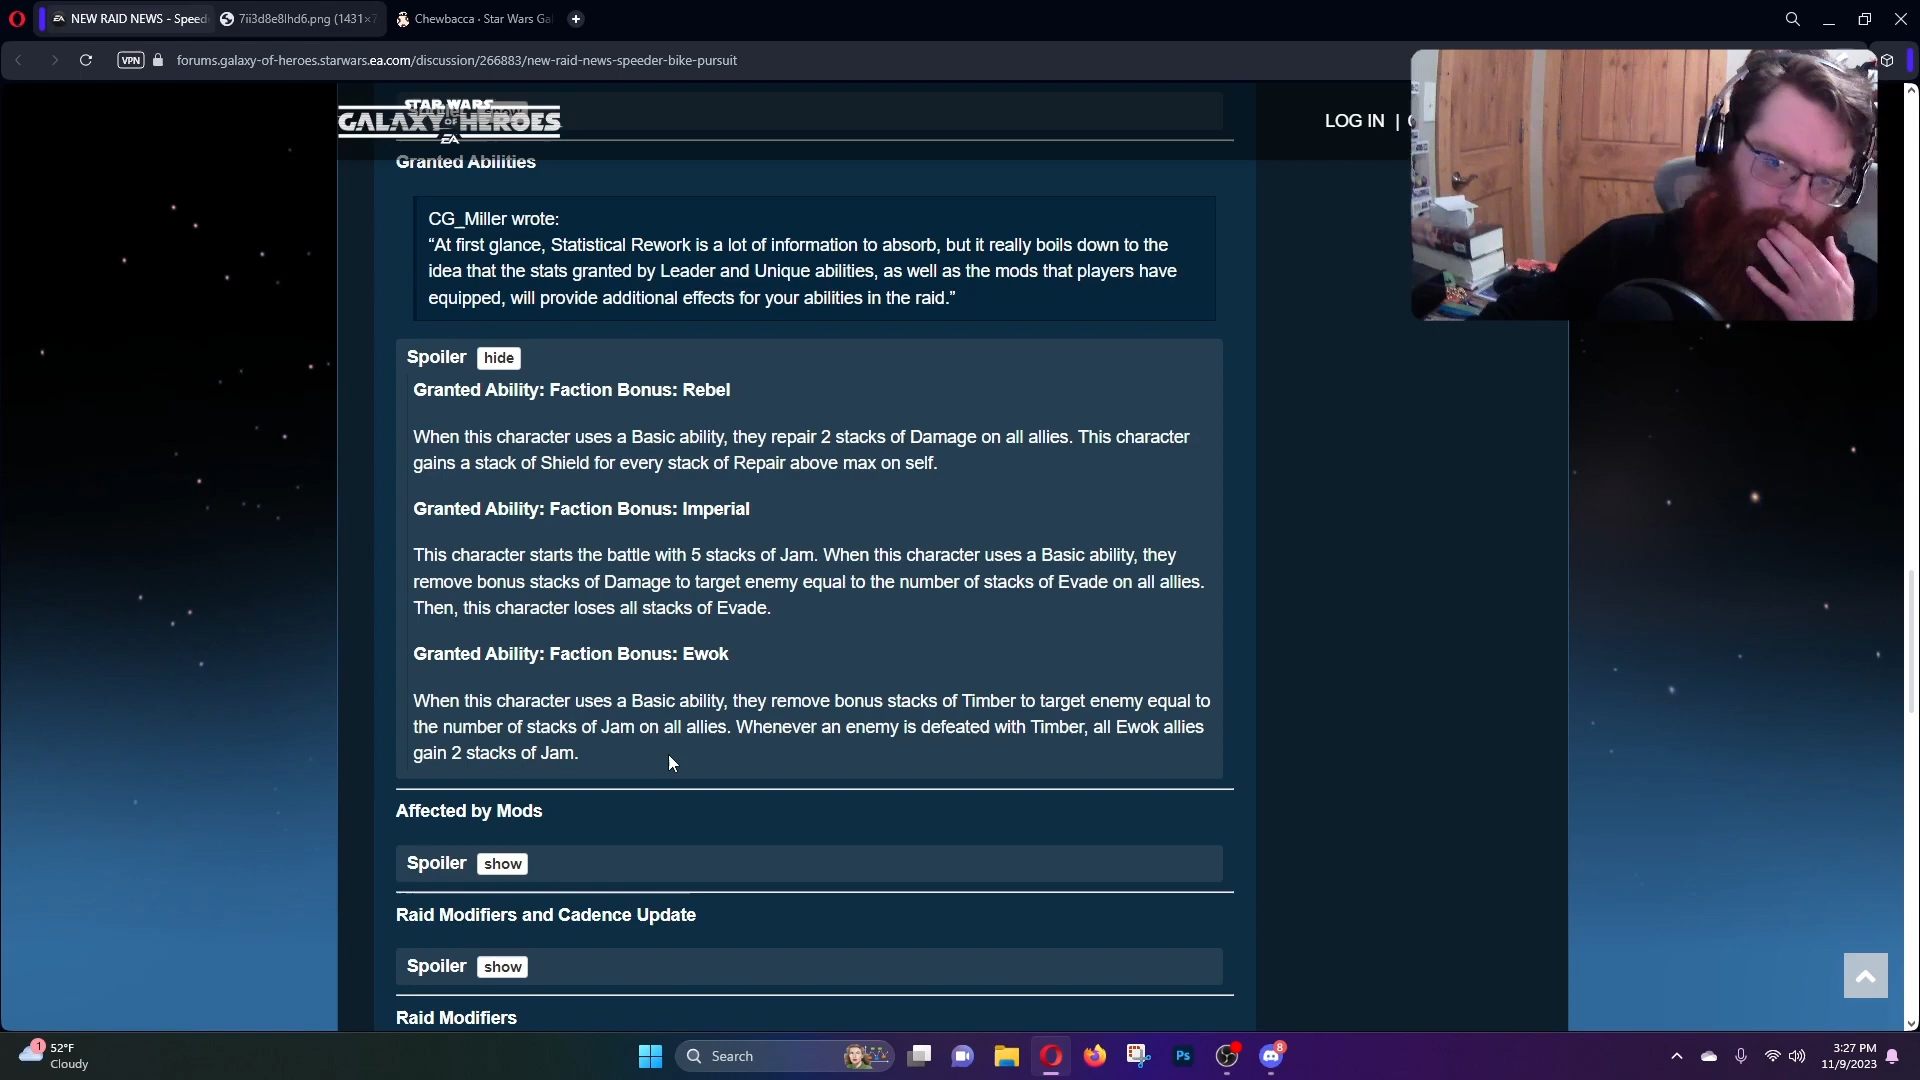 NEW RAID NEWS - Speed
7ii3d8e8lhd6.png (1431×7
Chewbacca · Star Wars Ga
VPN
forums.galaxy-of-heroes.starwars.ea.com/discussion/266883/new-raid-news-speeder-bike-pursuit
STAR WARS
GALAXY OF HEROES
EA
LOG IN |
Granted Abilities
CG_Miller wrote:
“At first glance, Statistical Rework is a lot of information to absorb, but it really boils down to the
idea that the stats granted by Leader and Unique abilities, as well as the mods that players have
equipped, will provide additional effects for your abilities in the raid.”
Spoiler hide
Granted Ability: Faction Bonus: Rebel
When this character uses a Basic ability, they repair 2 stacks of Damage on all allies. This character
gains a stack of Shield for every stack of Repair above max on self.
Granted Ability: Faction Bonus: Imperial
This character starts the battle with 5 stacks of Jam. When this character uses a Basic ability, they
remove bonus stacks of Damage to target enemy equal to the number of stacks of Evade on all allies.
Then, this character loses all stacks of Evade.
Granted Ability: Faction Bonus: Ewok
When this character uses a Basic ability, they remove bonus stacks of Timber to target enemy equal to
the number of stacks of Jam on all allies. Whenever an enemy is defeated with Timber, all Ewok allies
gain 2 stacks of Jam.
Affected by Mods
Spoiler show
Raid Modifiers and Cadence Update
Spoiler show
Raid Modifiers
1
52°F
Cloudy
Search
Ps
8
3:27 PM
11/9/2023